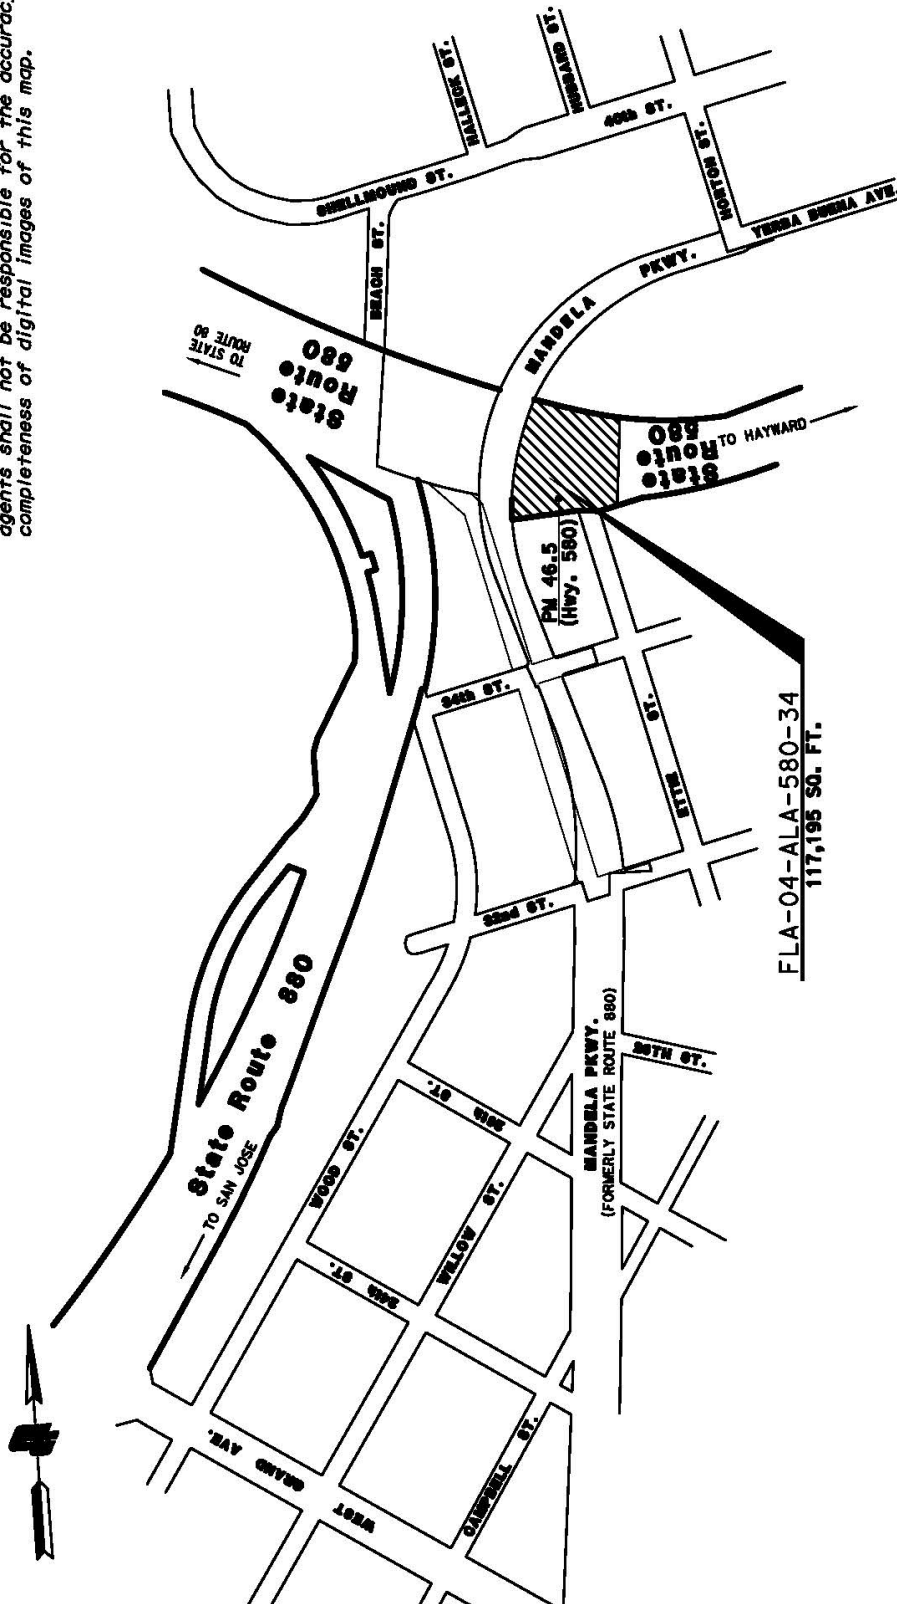 agents shall not be responsible for the accurac
completeness of digital images of this map.
HALLECK ST.
HUBBARD ST.
40th ST.
HORTON ST.
SHELLMOUND ST.
BEACH ST.
YERBA BUENA AVE.
MANDELA PKWY.
TO STATE
ROUTE 80
State
Route
580
State
Route
580
TO HAYWARD
PM 46.5
(Hwy. 580)
34th ST.
ETTIE ST.
FLA-04-ALA-580-34
117,195 SQ. FT.
32nd ST.
State Route 880
TO SAN JOSE
MANDELA PKWY.
(FORMERLY STATE ROUTE 880)
28TH ST.
26th ST.
WOOD ST.
WILLOW ST.
24th ST.
CAMPBELL ST.
WEST GRAND AVE.